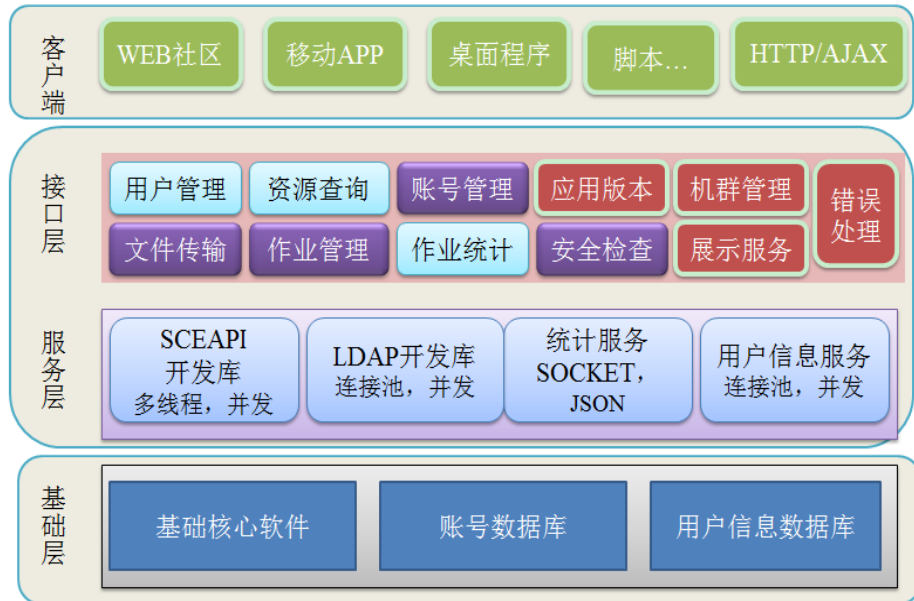 客户端
WEB社区
移动APP
桌面程序
脚本...
HTTP/AJAX
接口层
用户管理
资源查询
账号管理
应用版本
机群管理
错误
处理
文件传输
作业管理
作业统计
安全检查
展示服务
服务层
SCEAPI
开发库
多线程，并发
LDAP开发库
连接池，并发
统计服务
SOCKET，
JSON
用户信息服务
连接池，并发
基础层
基础核心软件
账号数据库
用户信息数据库